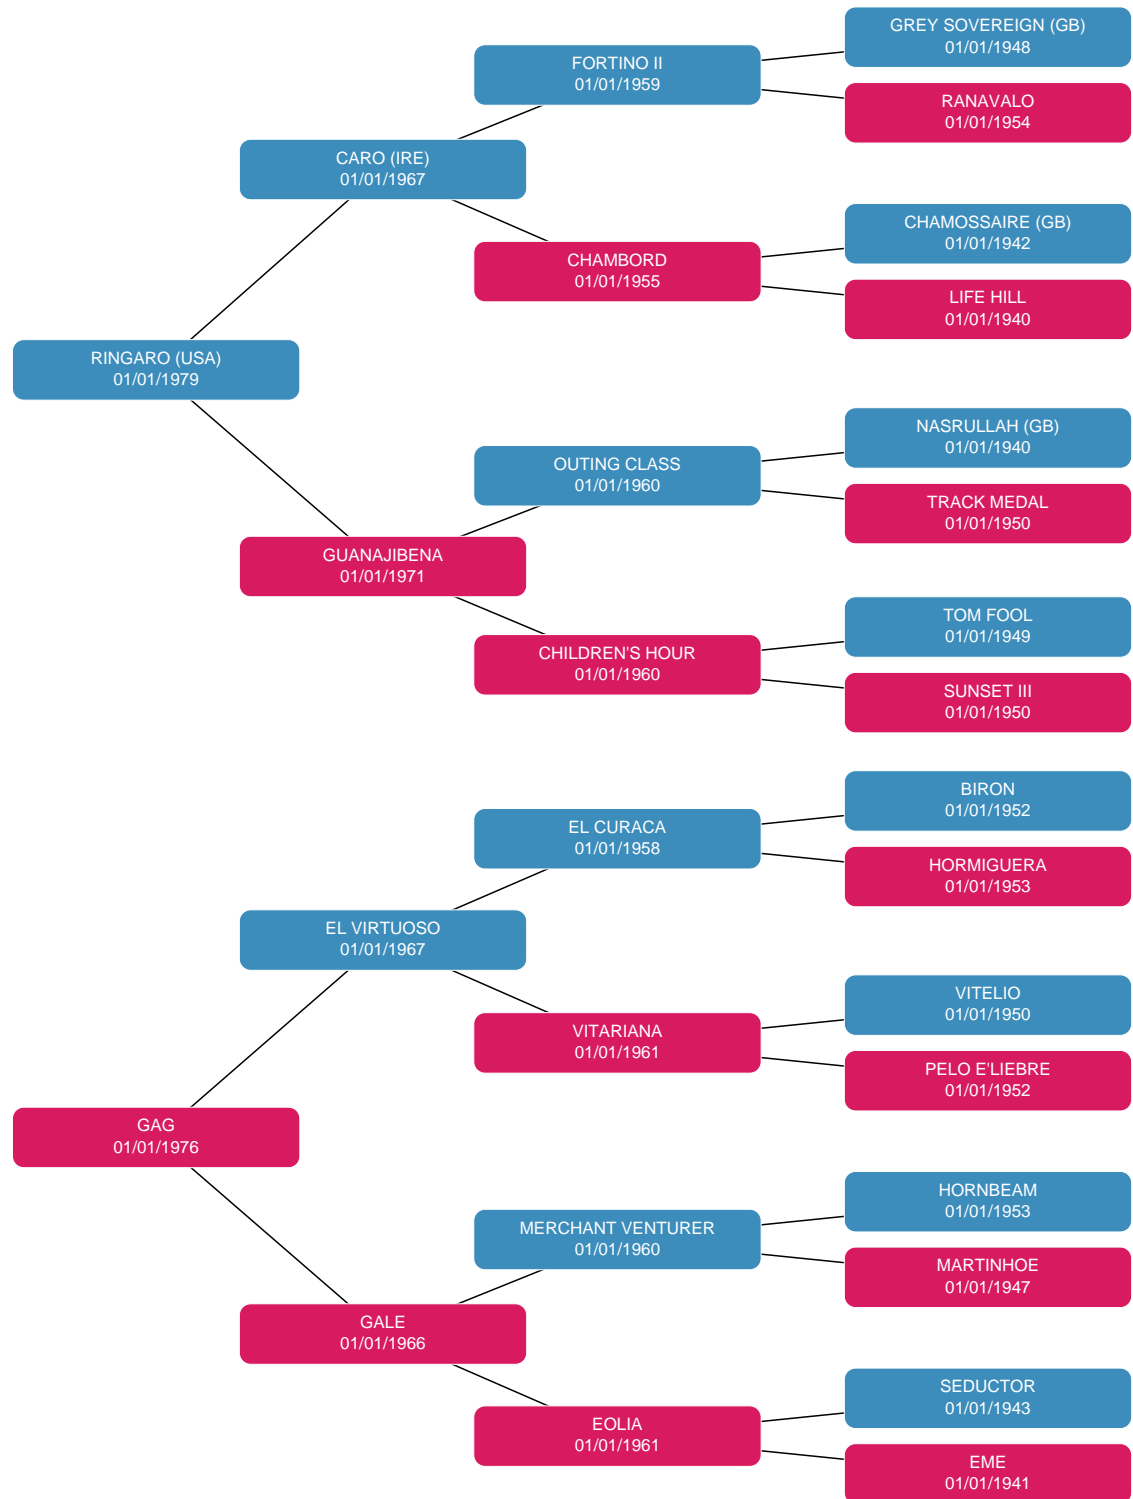 GREY SOVEREIGN (GB)
01/01/1948
FORTINO II
01/01/1959
RANAVALO
01/01/1954
CARO (IRE)
01/01/1967
CHAMOSSAIRE (GB)
01/01/1942
CHAMBORD
01/01/1955
LIFE HILL
01/01/1940
RINGARO (USA)
01/01/1979
NASRULLAH (GB)
01/01/1940
OUTING CLASS
01/01/1960
TRACK MEDAL
01/01/1950
GUANAJIBENA
01/01/1971
TOM FOOL
01/01/1949
CHILDREN'S HOUR
01/01/1960
SUNSET III
01/01/1950
BIRON
01/01/1952
EL CURACA
01/01/1958
HORMIGUERA
01/01/1953
EL VIRTUOSO
01/01/1967
VITELIO
01/01/1950
VITARIANA
01/01/1961
PELO E'LIEBRE
01/01/1952
GAG
01/01/1976
HORNBEAM
01/01/1953
MERCHANT VENTURER
01/01/1960
MARTINHOE
01/01/1947
GALE
01/01/1966
SEDUCTOR
01/01/1943
EOLIA
01/01/1961
EME
01/01/1941